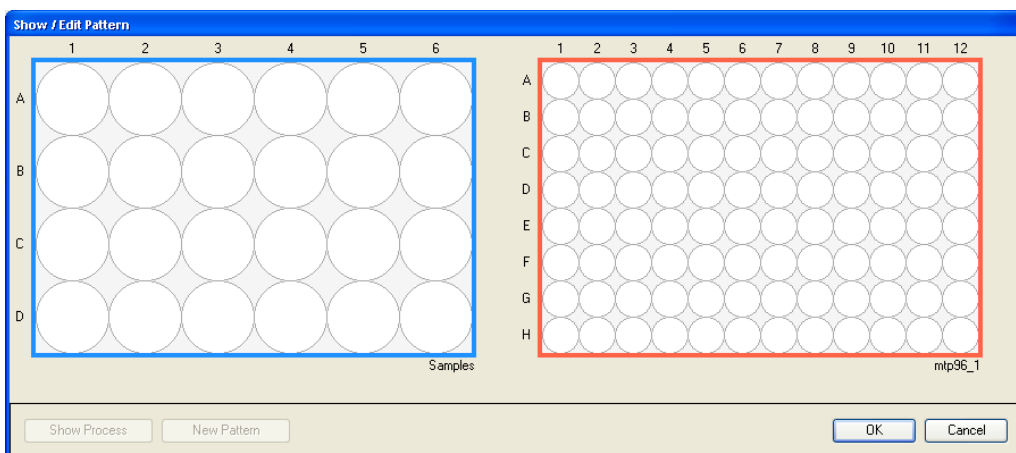 Show / Edit Pattern
1 2 3 4 5 6
A
B
C
D
Samples
1 2 3 4 5 6 7 8 9 10 11 12
A
B
C
D
E
F
G
H
mtp96_1
Show Process New Pattern OK Cancel